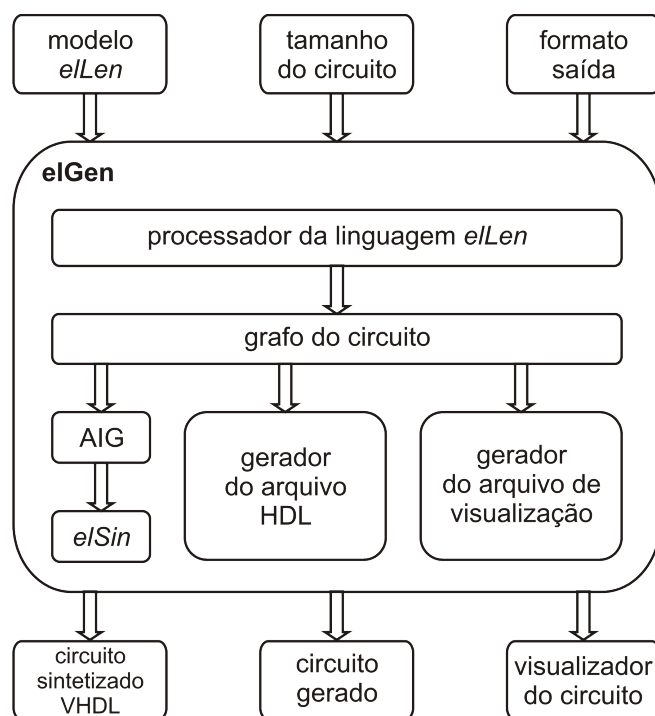 modelo
elLen
tamanho
do circuito
formato
saída
elGen
processador da linguagem elLen
grafo do circuito
AIG
elSin
gerador
do arquivo
HDL
gerador
do arquivo de
visualização
circuito
sintetizado
VHDL
circuito
gerado
visualizador
do circuito